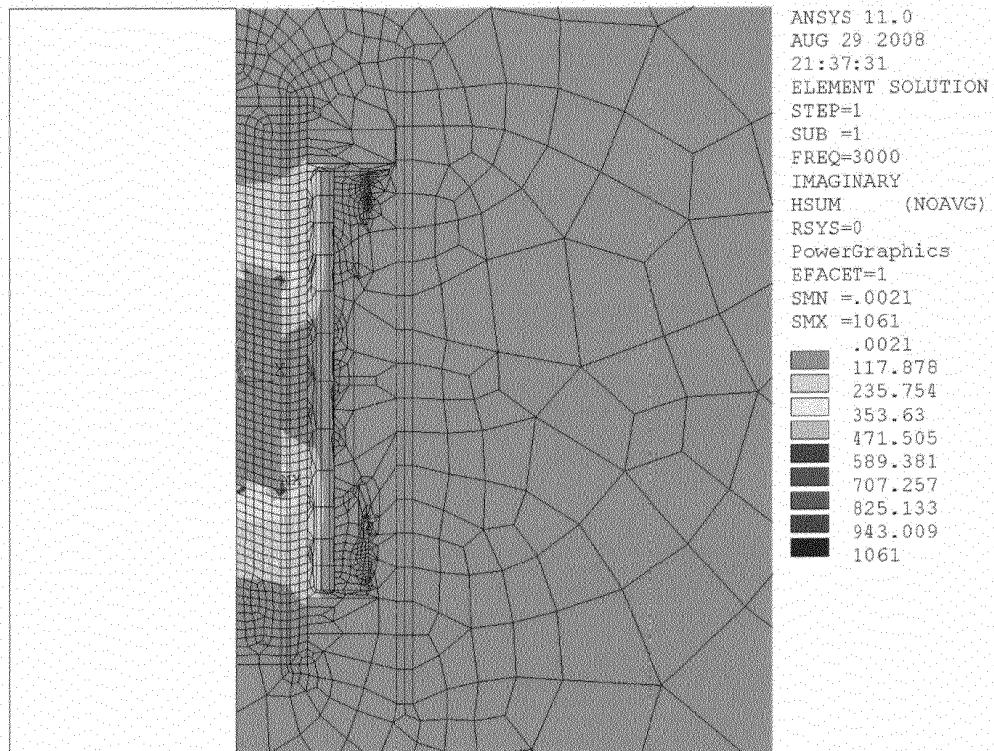 ANSYS 11.0
AUG 29 2008
21:37:31
ELEMENT SOLUTION
STEP=1
SUB =1
FREQ=3000
IMAGINARY
HSUM (NOAVG)
RSYS=0
PowerGraphics
EFACET=1
SMN =.0021
SMX =1061
.0021
117.878
235.754
353.63
471.505
589.381
707.257
825.133
943.009
1061